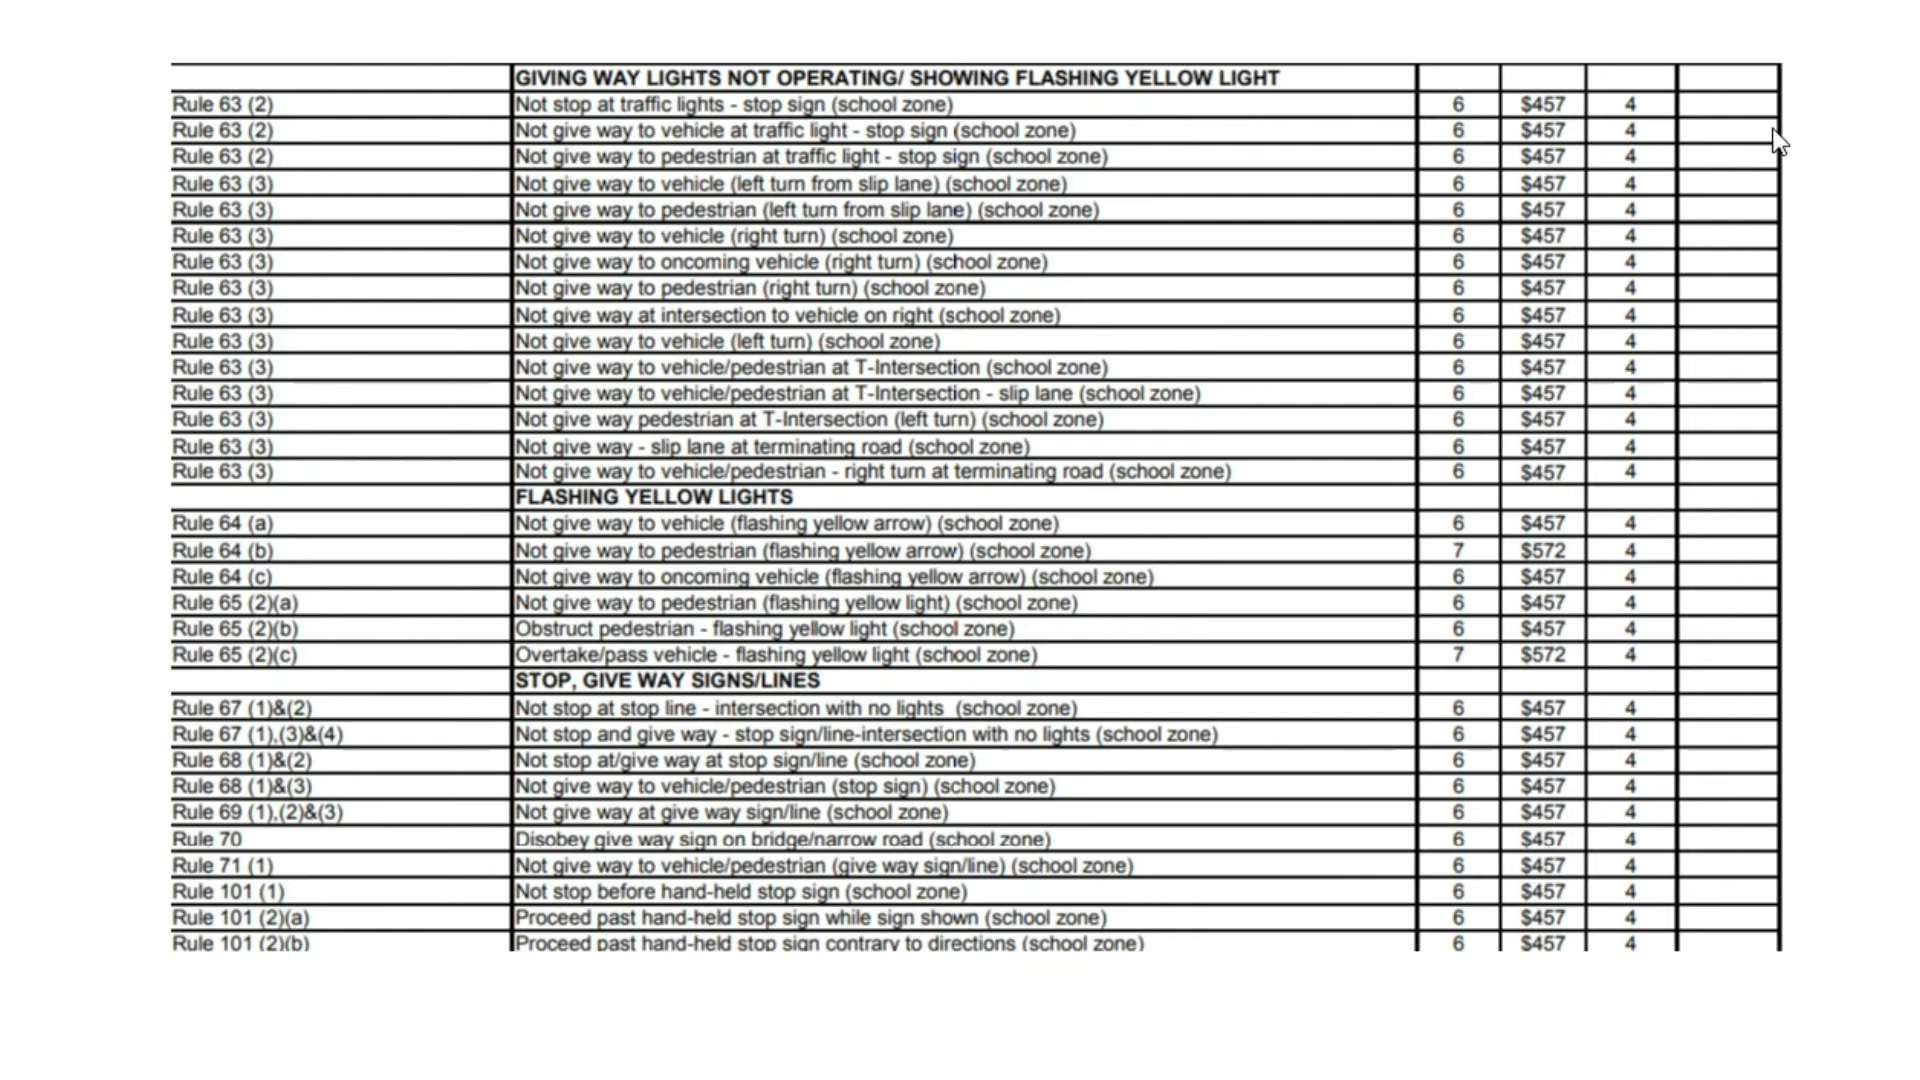 GIVING WAY LIGHTS NOT OPERATING/ SHOWING FLASHING YELLOW LIGHT
Rule 63 (2) Not stop at traffic lights - stop sign (school zone) 6 $457 4
Rule 63 (2) Not give way to vehicle at traffic light - stop sign (school zone) 6 $457 4
Rule 63 (2) Not give way to pedestrian at traffic light - stop sign (school zone) 6 $457 4
Rule 63 (3) Not give way to vehicle (left turn from slip lane) (school zone) 6 $457 4
Rule 63 (3) Not give way to pedestrian (left turn from slip lane) (school zone) 6 $457 4
Rule 63 (3) Not give way to vehicle (right turn) (school zone) 6 $457 4
Rule 63 (3) Not give way to oncoming vehicle (right turn) (school zone) 6 $457 4
Rule 63 (3) Not give way to pedestrian (right turn) (school zone) 6 $457 4
Rule 63 (3) Not give way at intersection to vehicle on right (school zone) 6 $457 4
Rule 63 (3) Not give way to vehicle (left turn) (school zone) 6 $457 4
Rule 63 (3) Not give way to vehicle/pedestrian at T-Intersection (school zone) 6 $457 4
Rule 63 (3) Not give way to vehicle/pedestrian at T-Intersection - slip lane (school zone) 6 $457 4
Rule 63 (3) Not give way pedestrian at T-Intersection (left turn) (school zone) 6 $457 4
Rule 63 (3) Not give way - slip lane at terminating road (school zone) 6 $457 4
Rule 63 (3) Not give way to vehicle/pedestrian - right turn at terminating road (school zone) 6 $457 4
FLASHING YELLOW LIGHTS
Rule 64 (a) Not give way to vehicle (flashing yellow arrow) (school zone) 6 $457 4
Rule 64 (b) Not give way to pedestrian (flashing yellow arrow) (school zone) 7 $572 4
Rule 64 (c) Not give way to oncoming vehicle (flashing yellow arrow) (school zone) 6 $457 4
Rule 65 (2)(a) Not give way to pedestrian (flashing yellow light) (school zone) 6 $457 4
Rule 65 (2)(b) Obstruct pedestrian - flashing yellow light (school zone) 6 $457 4
Rule 65 (2)(c) Overtake/pass vehicle - flashing yellow light (school zone) 7 $572 4
STOP, GIVE WAY SIGNS/LINES
Rule 67 (1)&(2) Not stop at stop line - intersection with no lights (school zone) 6 $457 4
Rule 67 (1),(3)&(4) Not stop and give way - stop sign/line-intersection with no lights (school zone) 6 $457 4
Rule 68 (1)&(2) Not stop at/give way at stop sign/line (school zone) 6 $457 4
Rule 68 (1)&(3) Not give way to vehicle/pedestrian (stop sign) (school zone) 6 $457 4
Rule 69 (1),(2)&(3) Not give way at give way sign/line (school zone) 6 $457 4
Rule 70 Disobey give way sign on bridge/narrow road (school zone) 6 $457 4
Rule 71 (1) Not give way to vehicle/pedestrian (give way sign/line) (school zone) 6 $457 4
Rule 101 (1) Not stop before hand-held stop sign (school zone) 6 $457 4
Rule 101 (2)(a) Proceed past hand-held stop sign while sign shown (school zone) 6 $457 4
Rule 101 (2)(b) Proceed past hand-held stop sign contrary to directions (school zone) 6 $457 4